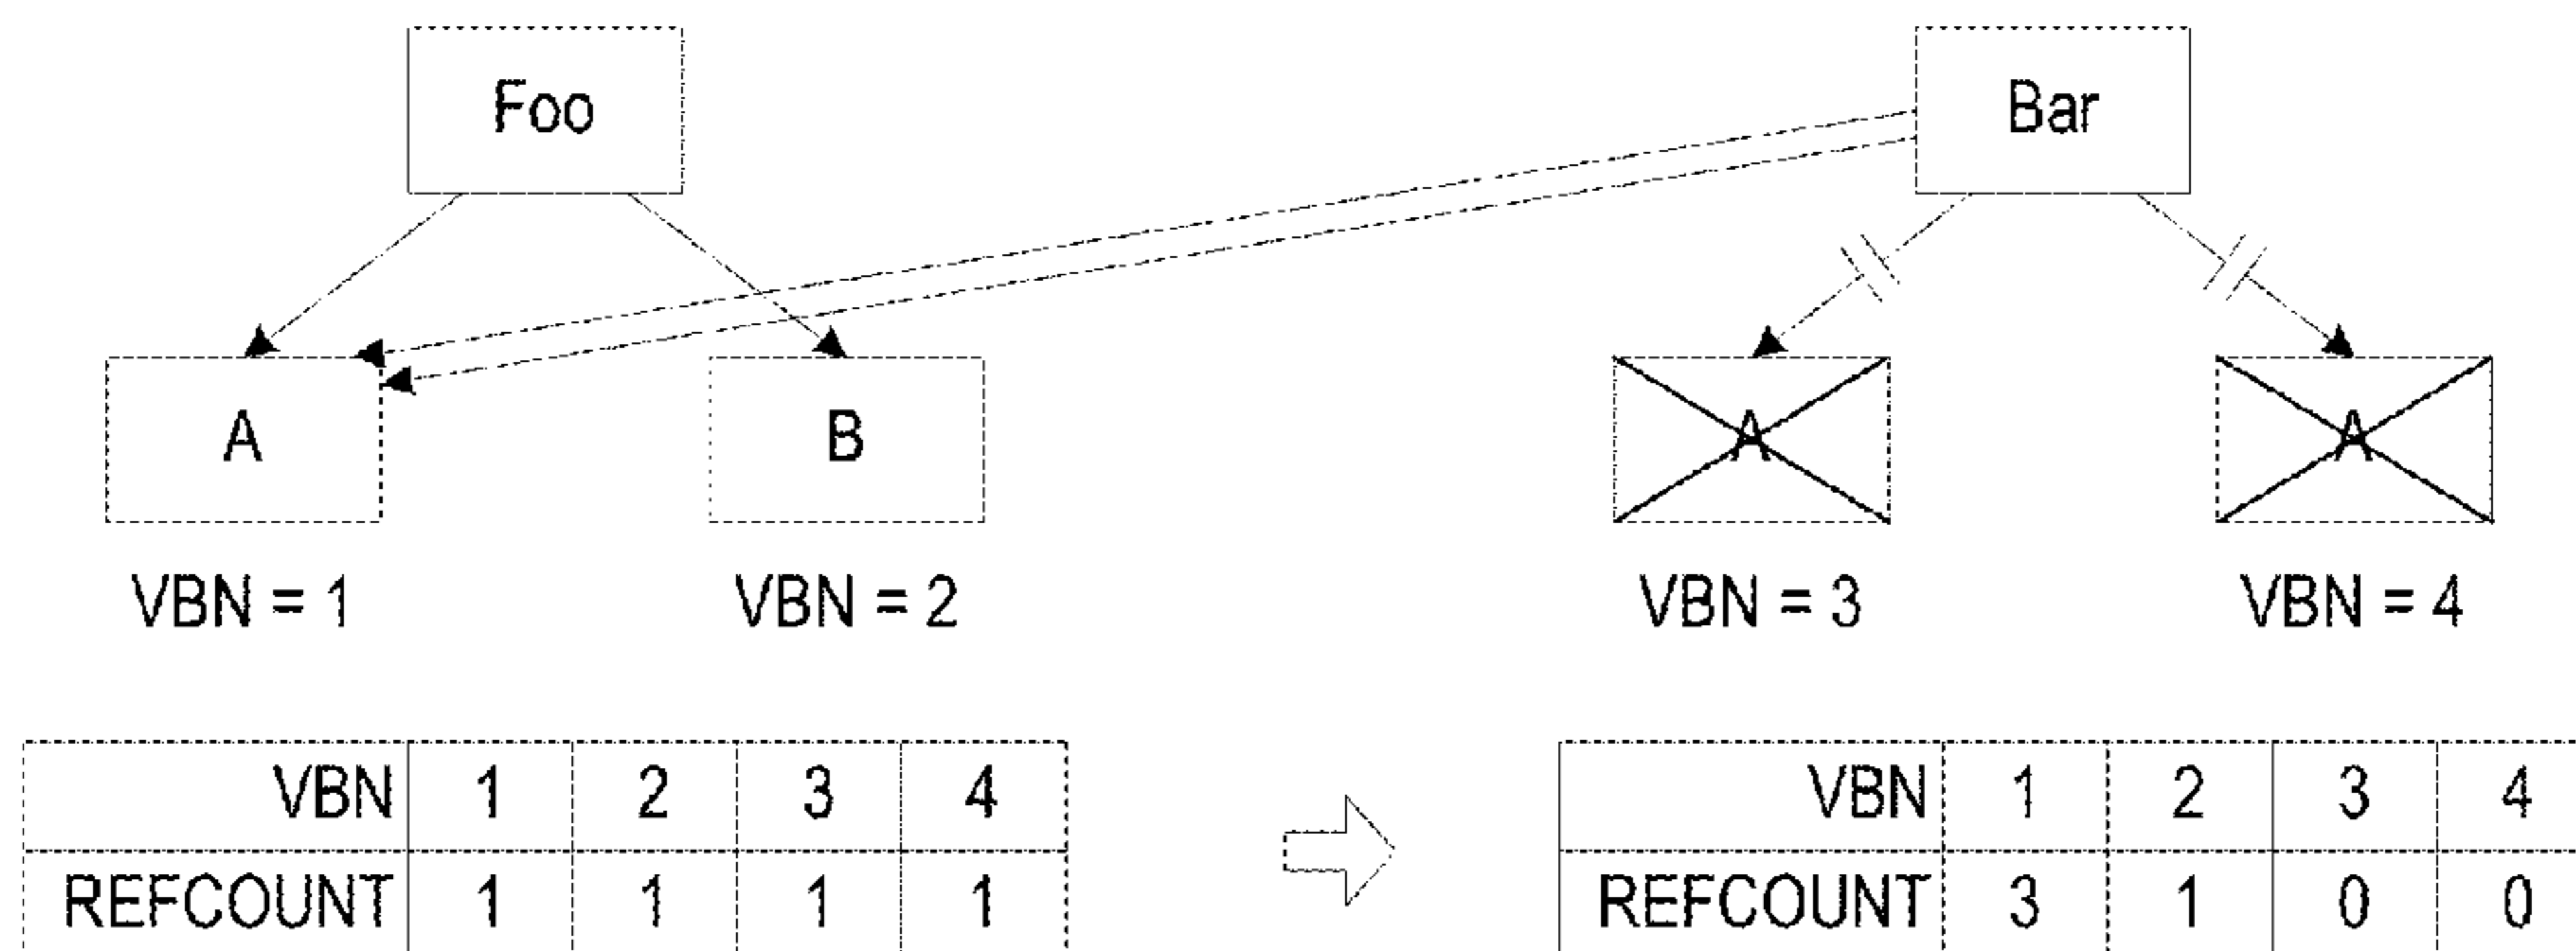 Foo Bar
A B A A
VBN = 1 VBN = 2 VBN = 3 VBN = 4
VBN 1 2 3 4 VBN 1 2 3 4
REFCOUNT 1 1 1 1 REFCOUNT 3 1 0 0